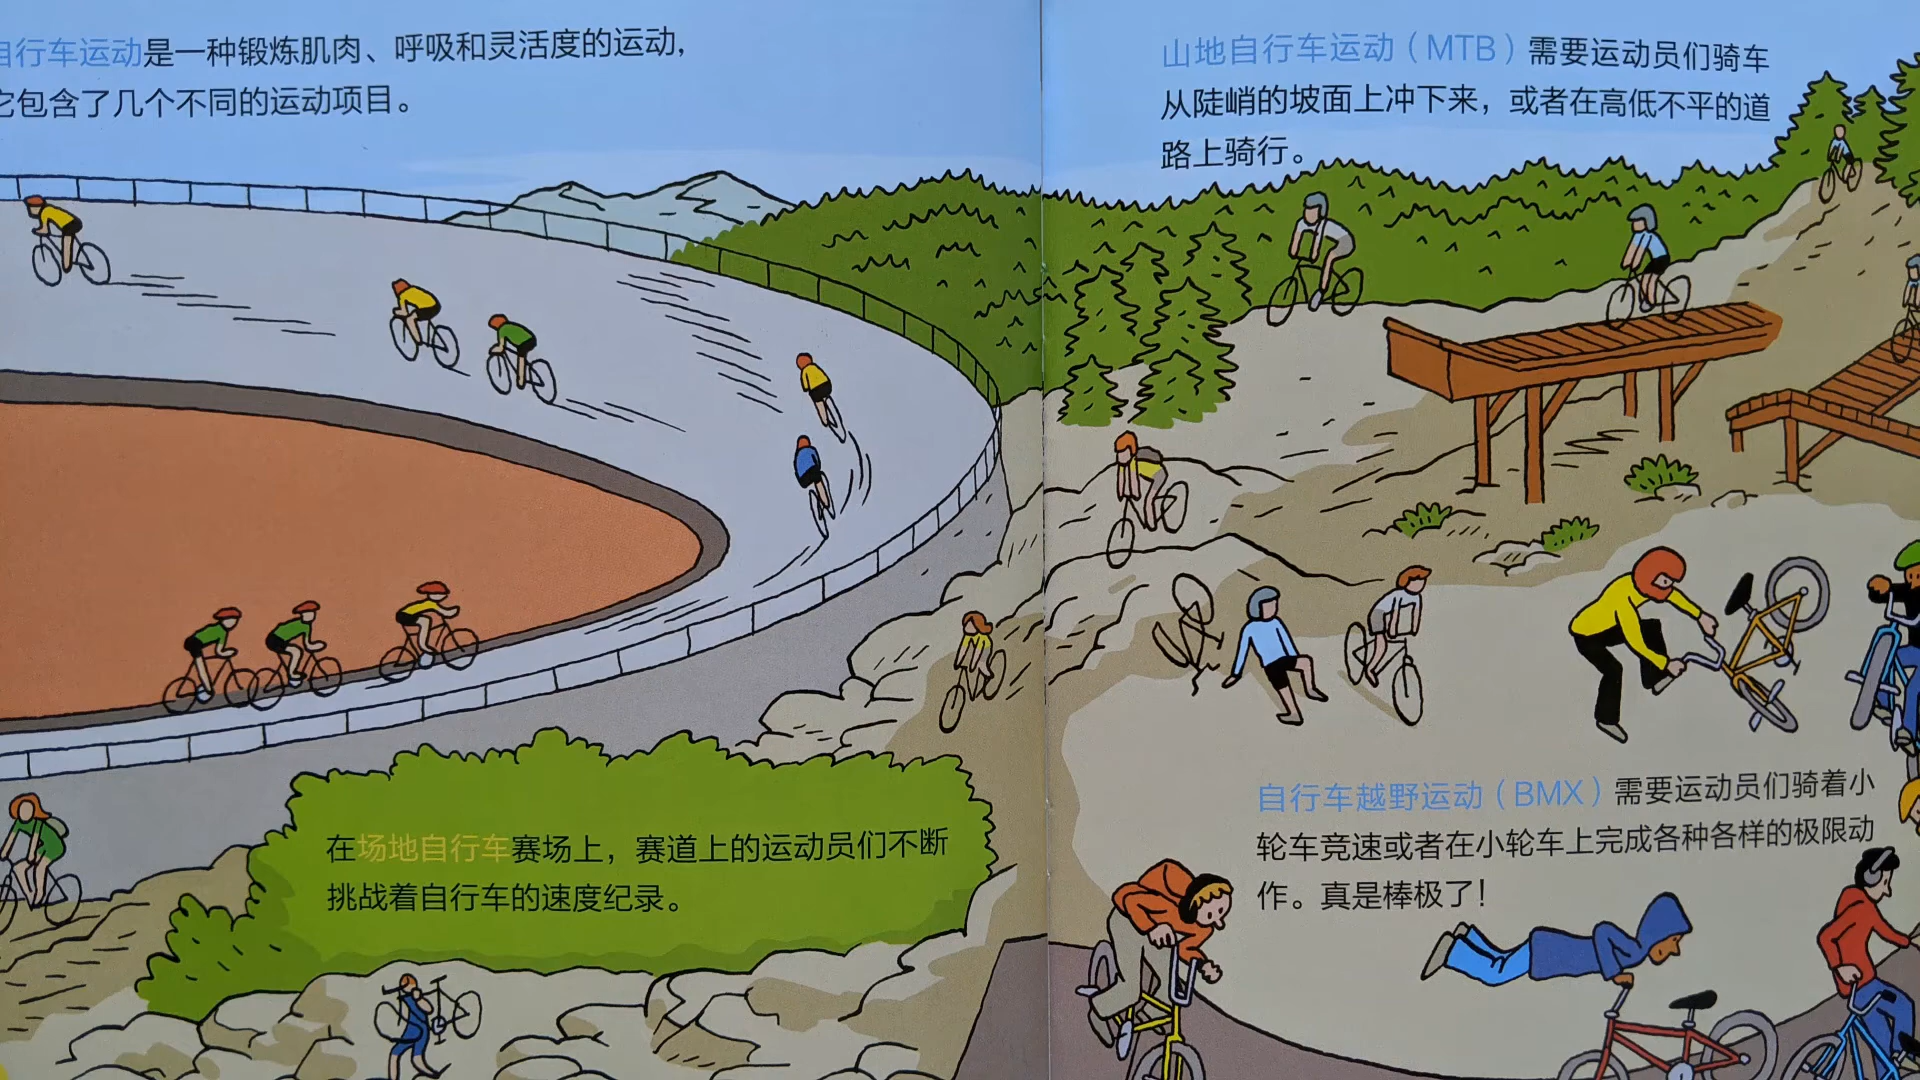 自行车运动是一种锻炼肌肉、呼吸和灵活度的运动，
它包含了几个不同的运动项目。
山地自行车运动（MTB）需要运动员们骑车
从陡峭的坡面上冲下来，或者在高低不平的道
路上骑行。
在场地自行车赛场上，赛道上的运动员们不断
挑战着自行车的速度纪录。
自行车越野运动（BMX）需要运动员们骑着小
轮车竞速或者在小轮车上完成各种各样的极限动
作。真是棒极了！